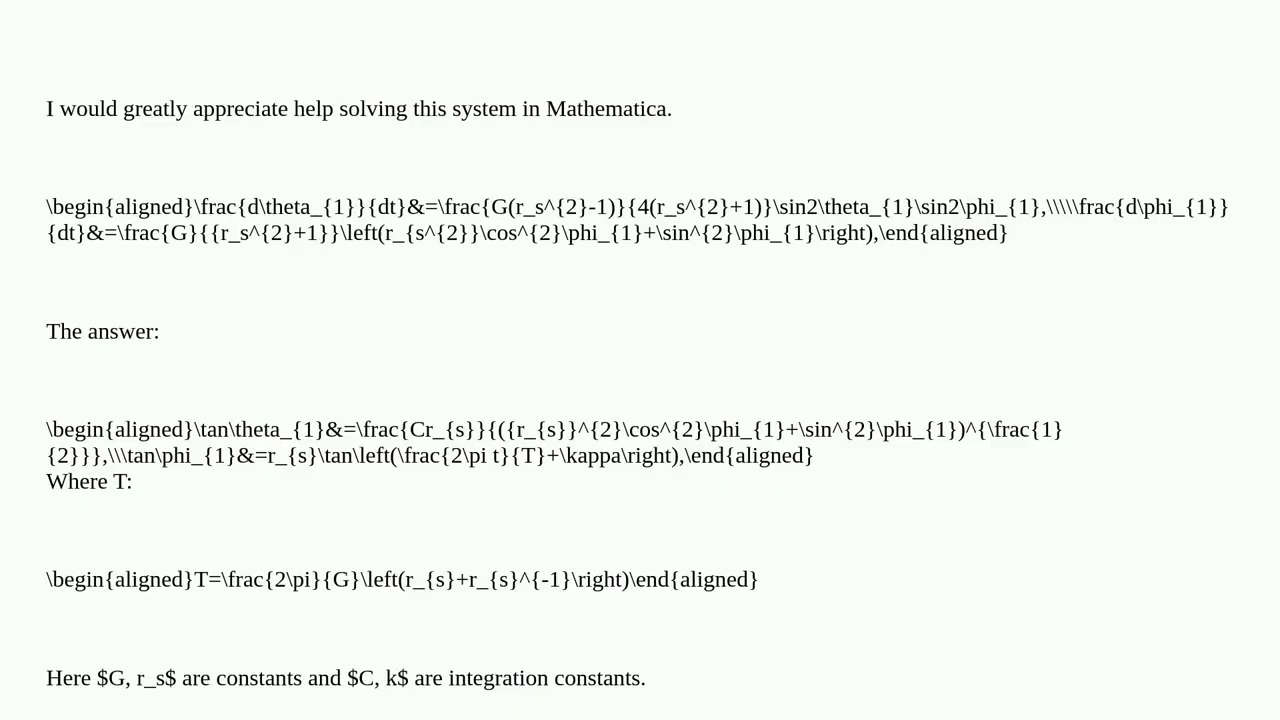 I would greatly appreciate help solving this system in Mathematica.
\begin{aligned}\frac{d\theta_{1}}{dt}&=\frac{G(r_s^{2}-1)}{4(r_s^{2}+1)}\sin2\theta_{1}\sin2\phi_{1},\\\\\frac{d\phi_{1}}
{dt}&=\frac{G}{{r_s^{2}+1}}\left(r_{s^{2}}\cos^{2}\phi_{1}+\sin^{2}\phi_{1}\right),\end{aligned}
The answer:
\begin{aligned}\tan\theta_{1}&=\frac{Cr_{s}}{({r_{s}}^{2}\cos^{2}\phi_{1}+\sin^{2}\phi_{1})^{\frac{1}
{2}}},\\\tan\phi_{1}&=r_{s}\tan\left(\frac{2\pi t}{T}+\kappa\right),\end{aligned}
Where T:
\begin{aligned}T=\frac{2\pi}{G}\left(r_{s}+r_{s}^{-1}\right)\end{aligned}
Here $G, r_s$ are constants and $C, k$ are integration constants.